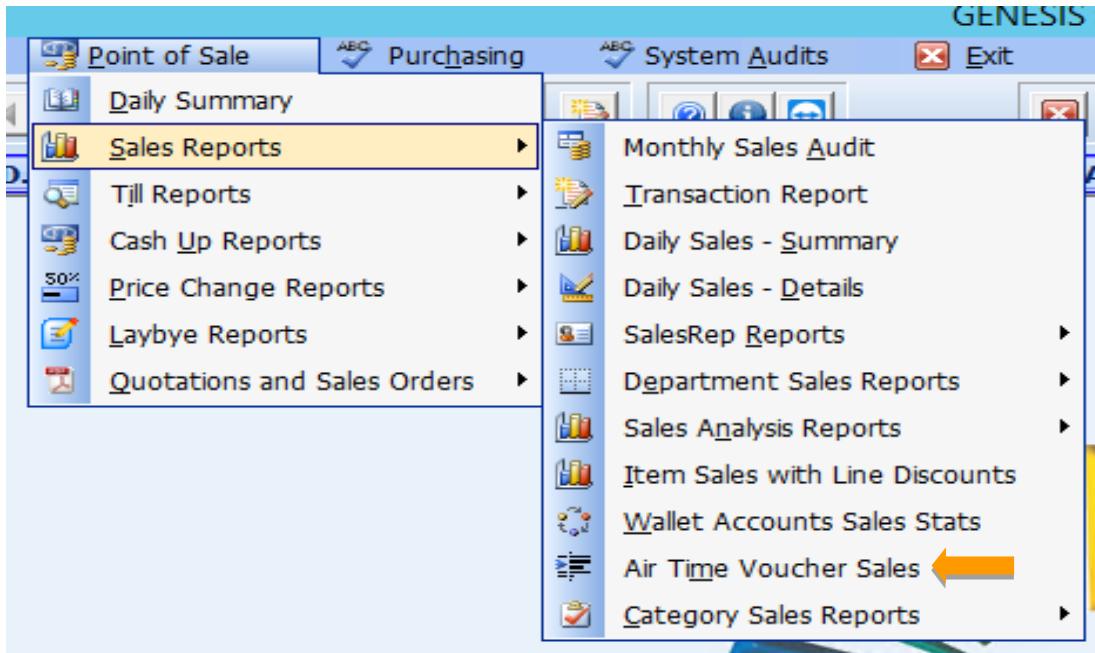 GENESIS
Point of Sale
Purchasing
System Audits
Exit
Daily Summary
Sales Reports
Till Reports
Cash Up Reports
Price Change Reports
Laybye Reports
Quotations and Sales Orders
Monthly Sales Audit
Transaction Report
Daily Sales - Summary
Daily Sales - Details
SalesRep Reports
Department Sales Reports
Sales Analysis Reports
Item Sales with Line Discounts
Wallet Accounts Sales Stats
Air Time Voucher Sales
Category Sales Reports